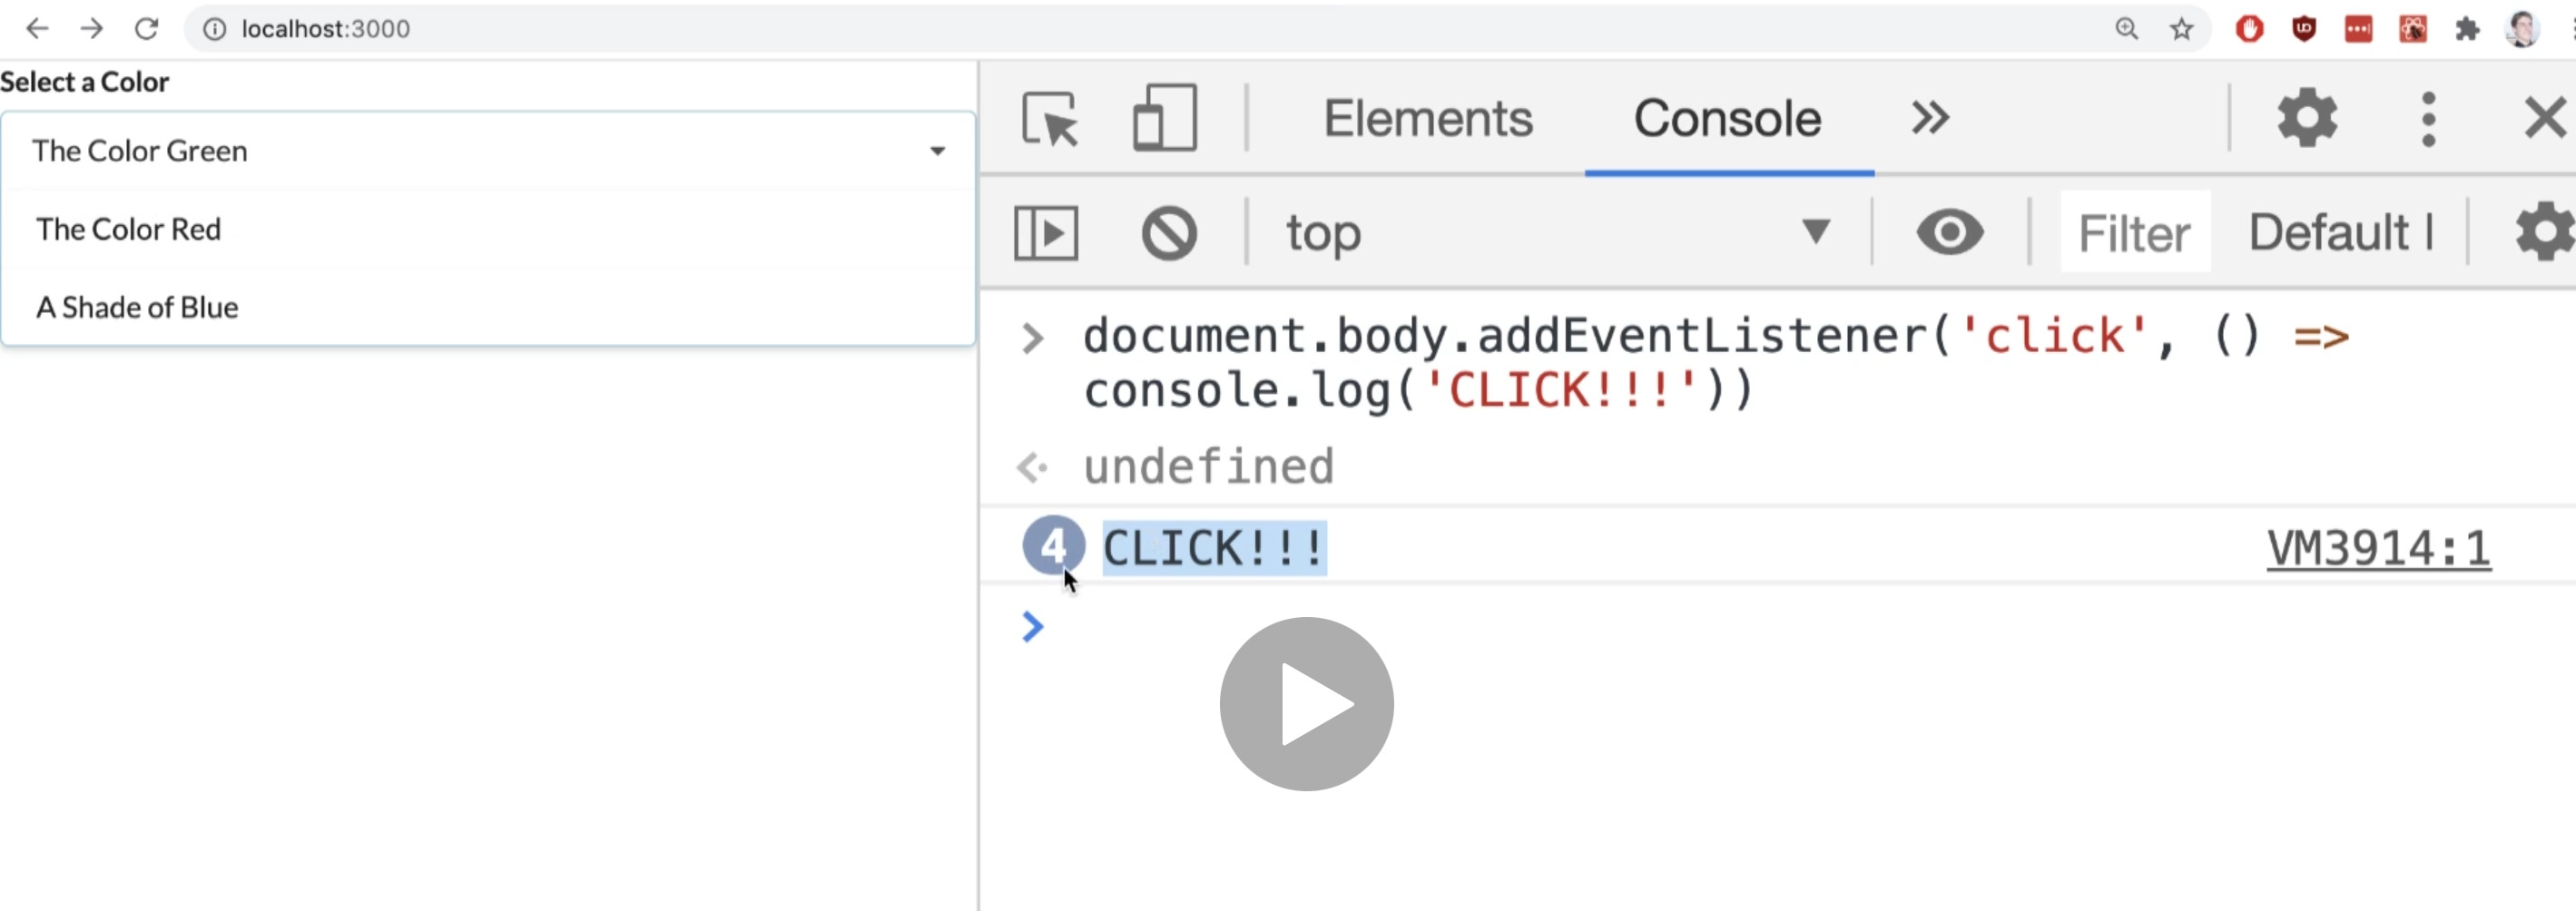 localhost:3000
Select a Color
The Color Green
The Color Red
A Shade of Blue
Elements Console
top Filter Default l
document.body.addEventListener('click', () =>
console.log('CLICK!!!'))
undefined
4 CLICK!!! VM3914:1